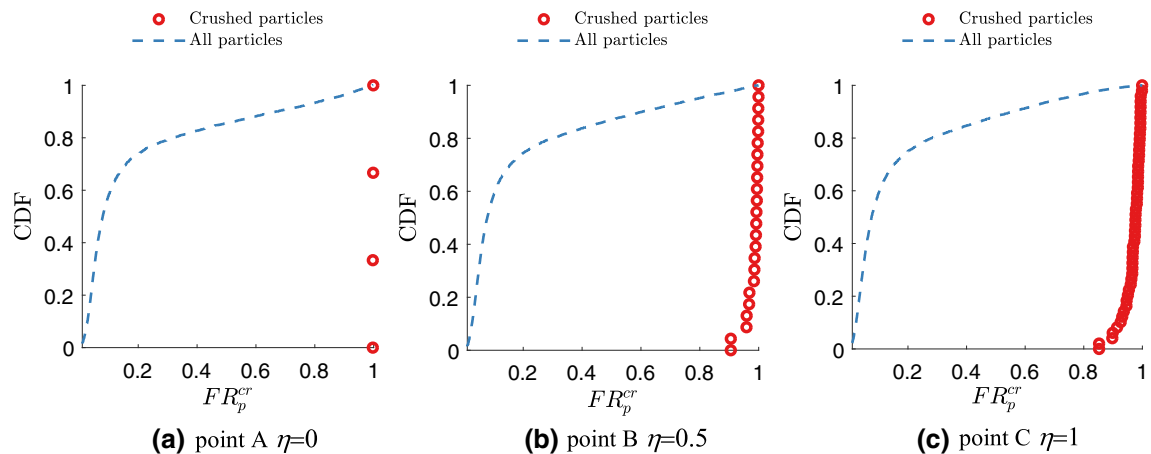 Crushed particles
All particles
Crushed particles
All particles
Crushed particles
All particles
1
0.8
0.6
0.4
0.2
0
CDF
0.2 0.4 0.6 0.8 1
FR_p^{cr}
(a) point A η=0
1
0.8
0.6
0.4
0.2
0
CDF
0.2 0.4 0.6 0.8 1
FR_p^{cr}
(b) point B η=0.5
1
0.8
0.6
0.4
0.2
0
CDF
0.2 0.4 0.6 0.8 1
FR_p^{cr}
(c) point C η=1